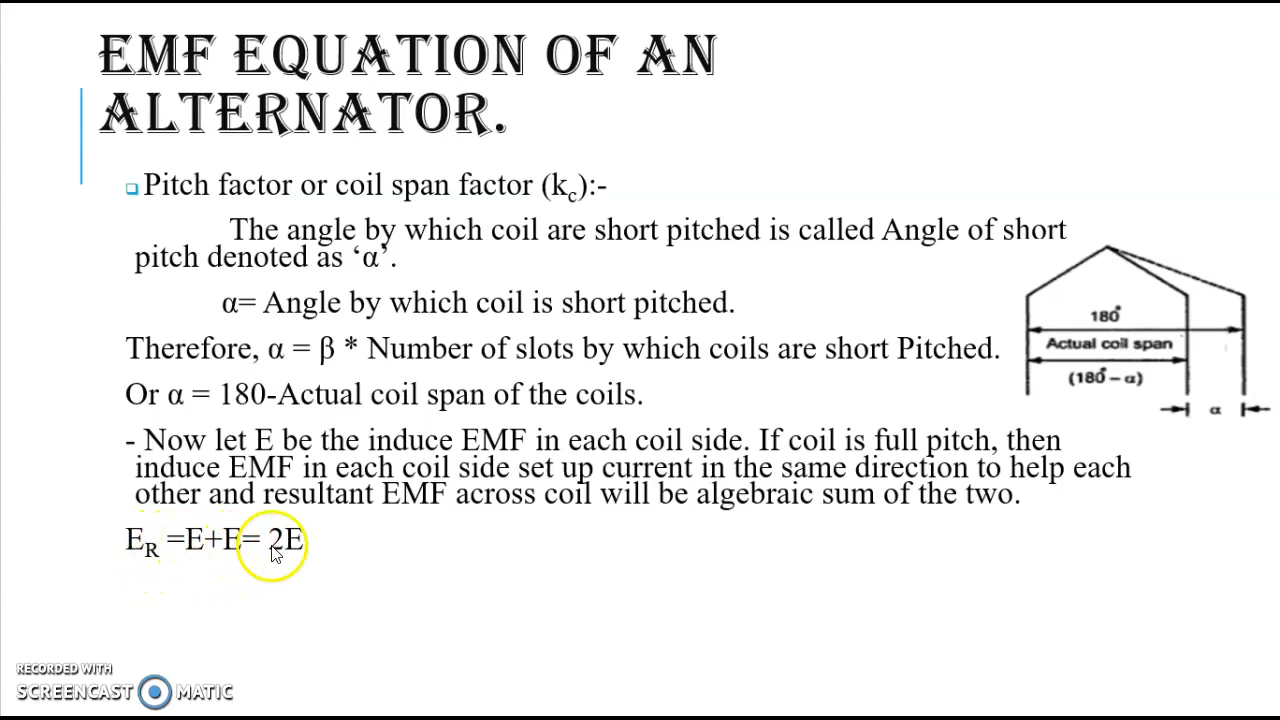 EMF EQUATION OF AN
ALTERNATOR.
Pitch factor or coil span factor (kc):-
The angle by which coil are short pitched is called Angle of short
pitch denoted as ‘α’.
α= Angle by which coil is short pitched.
Therefore, α = β * Number of slots by which coils are short Pitched.
Or α = 180-Actual coil span of the coils.
- Now let E be the induce EMF in each coil side. If coil is full pitch, then
induce EMF in each coil side set up current in the same direction to help each
other and resultant EMF across coil will be algebraic sum of the two.
ER =E+E= 2E
180°
Actual coil span
(180° – α)
α
RECORDED WITH
SCREENCAST MATIC